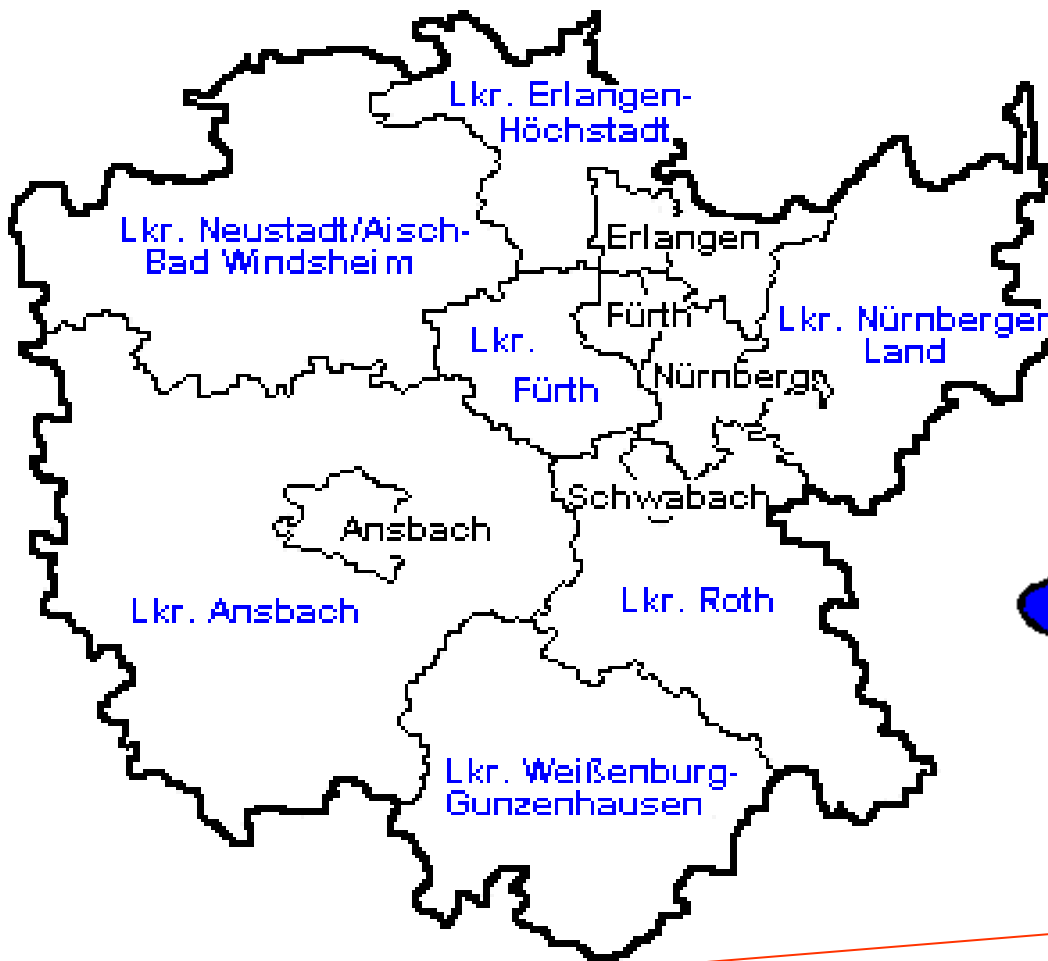 Lkr. Erlangen-
Höchstadt
Lkr. Neustadt/Aisch-
Bad Windsheim
Erlangen
Fürth
Lkr. Nürnberger
Land
Lkr.
Fürth
Nürnberg
Schwabach
Ansbach
Lkr. Ansbach
Lkr. Roth
Lkr. Weißenburg-
Gunzenhausen